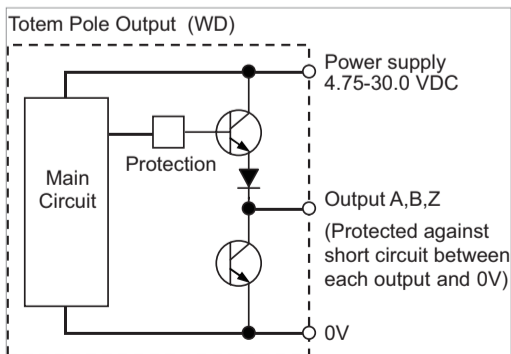 Totem Pole Output (WD)
Power supply
4.75-30.0 VDC
Protection
Main
Circuit
Output A,B,Z
(Protected against
short circuit between
each output and 0V)
0V